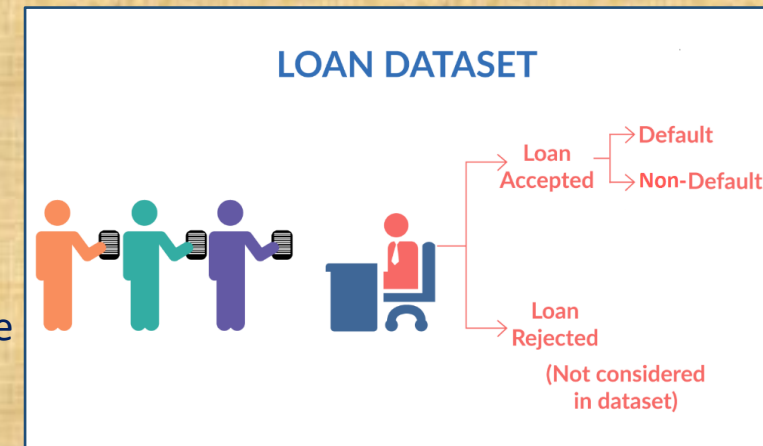 LOAN DATASET
Default
Loan
Accepted
Non-Default
e
Loan
Rejected
(Not considered
in dataset)